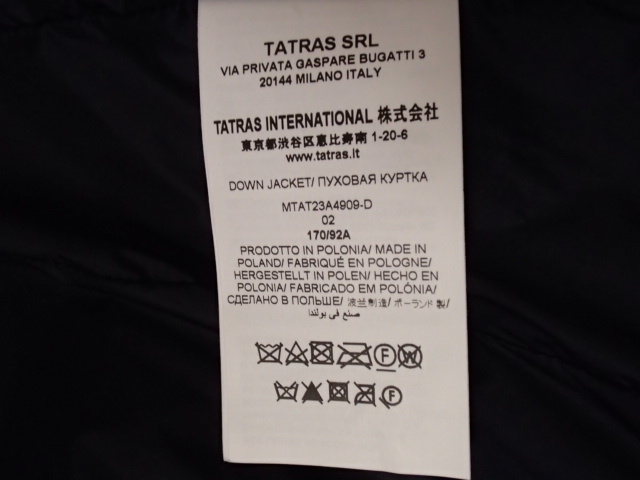 TATRAS SRL
VIA PRIVATA GASPARE BUGATTI 3
20144 MILANO ITALY
TATRAS INTERNATIONAL 株式会社
東京都渋谷区恵比寿南 1-20-6
www.tatras.it
DOWN JACKET/ ПУХОВАЯ КУРТКА
MTAT23A4909-D
02
170/92A
PRODOTTO IN POLONIA/ MADE IN
POLAND/ FABRIQUÉ EN POLOGNE/
HERGESTELLT IN POLEN/ HECHO EN
POLONIA/ FABRICADO EM POLÓNIA/
СДЕЛАНО В ПОЛЬШЕ/ 波兰制造/ ポーランド製/
صنع في بولندا
F W
F